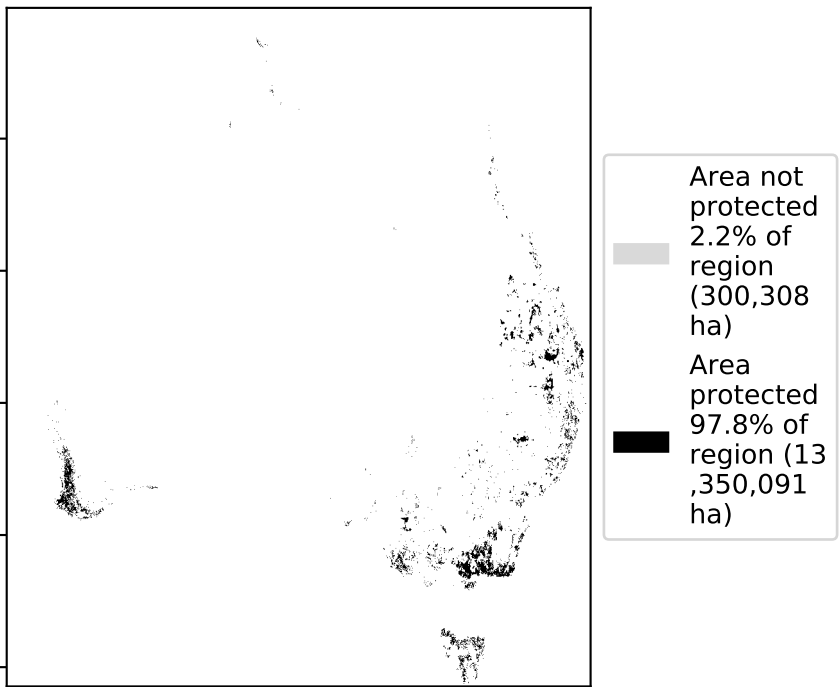 Area not
protected
2.2% of
region
(300,308
ha)
Area
protected
97.8% of
region (13
,350,091
ha)